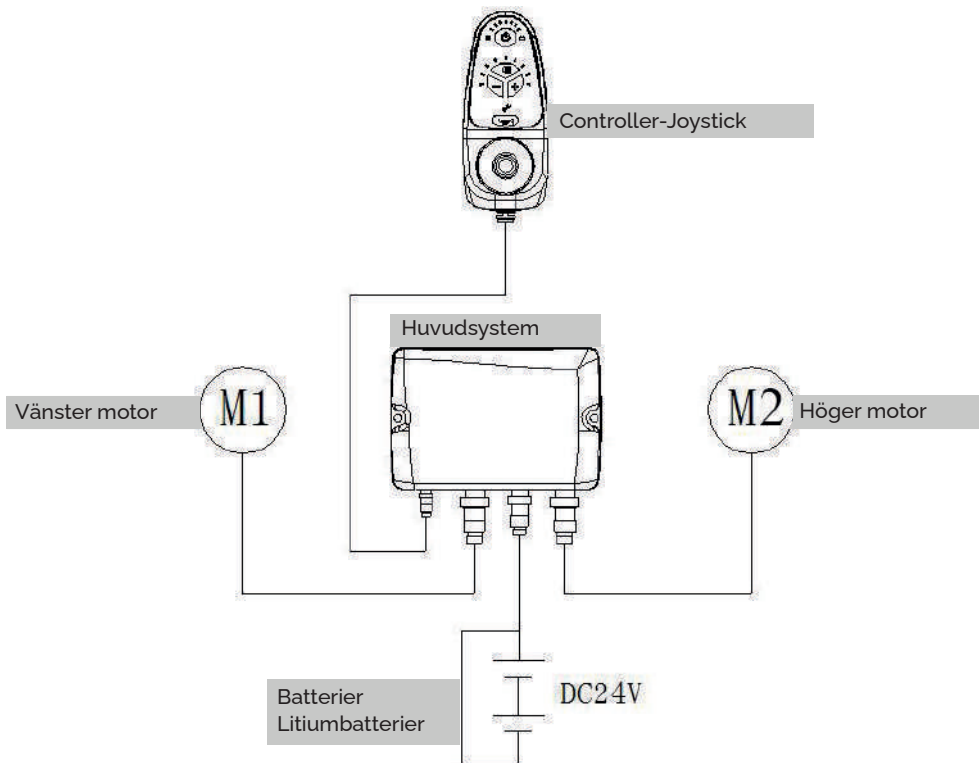 Controller-Joystick
Huvudsystem
Vänster motor
M1
M2
Höger motor
Batterier
Litiumbatterier
DC24V